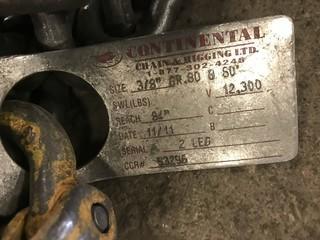 CONTINENTAL
CHAIN & RIGGING LTD.
1-877-302-4248
SIZE 3/8" GR.80 @ 60°
SWL(LBS) V 12,300
REACH 84" C
DATE 11/11 B
SERIAL 2 LEG
CCR# 53296